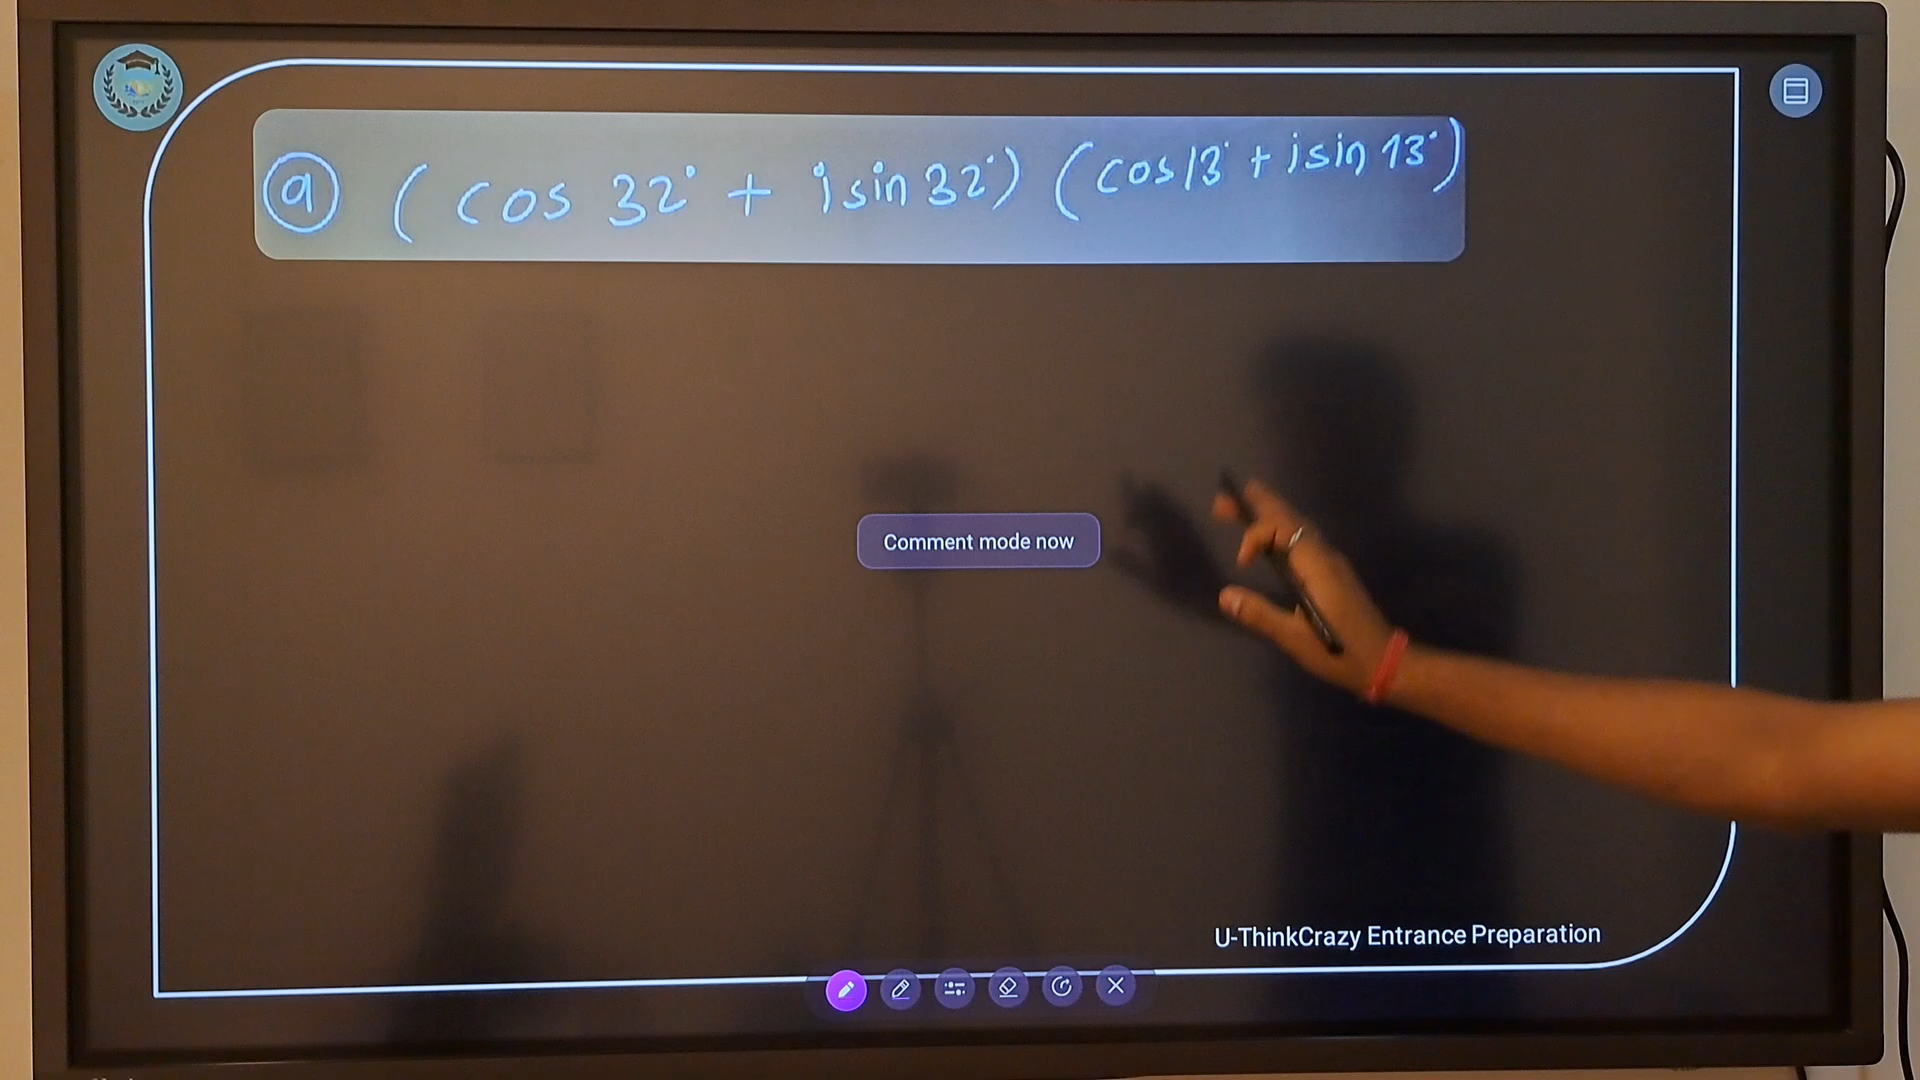 ⓐ ( cos 32° + i sin 32° ) ( cos 13° + i sin 13° )
Comment mode now
U-ThinkCrazy Entrance Preparation